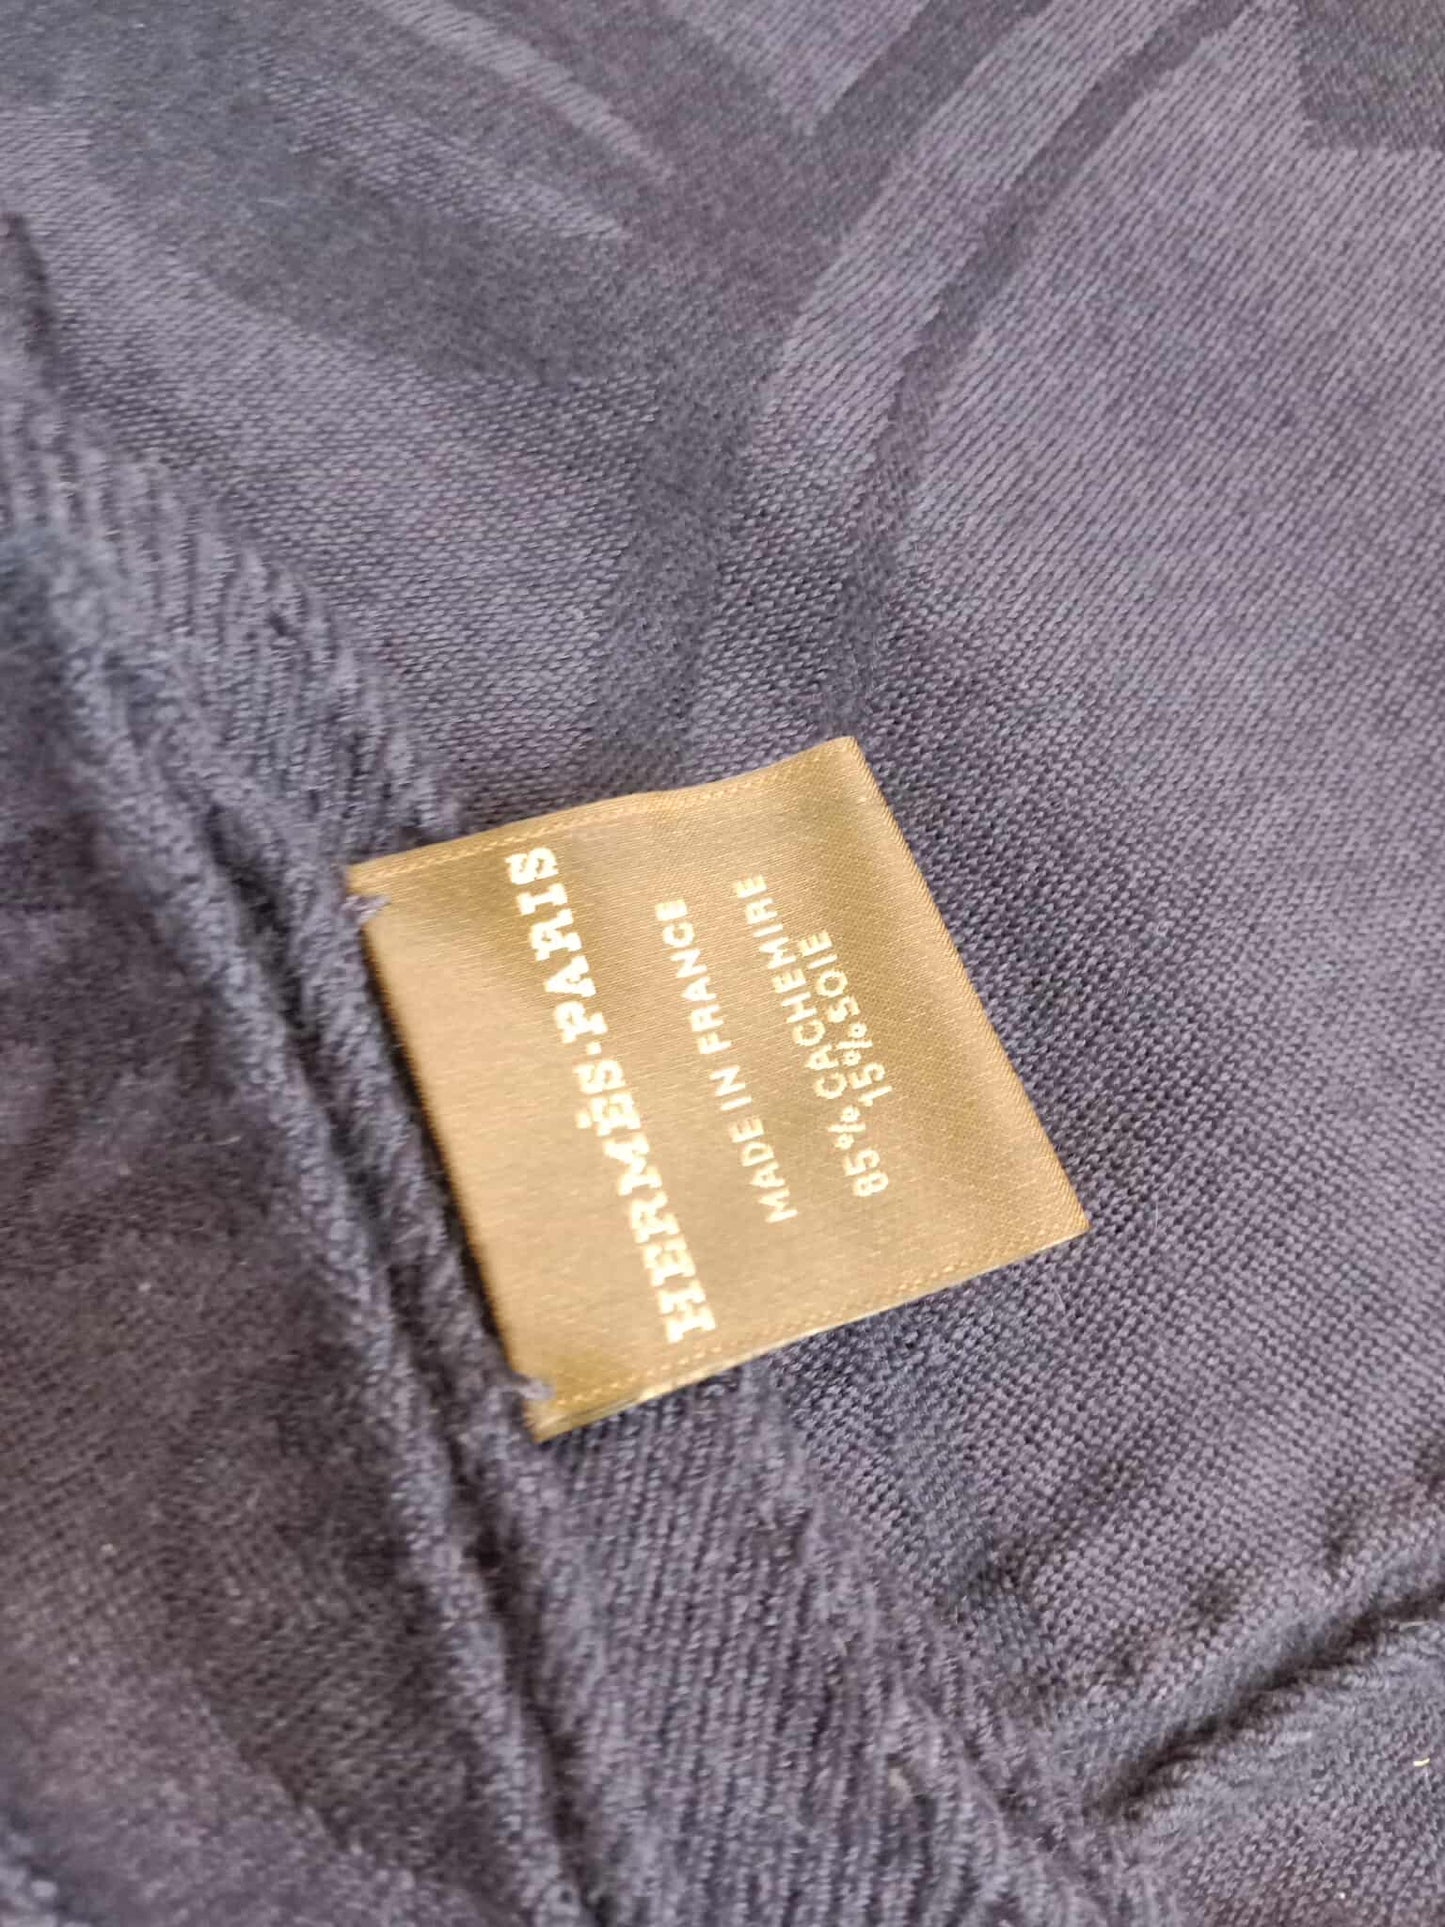 HERMÈS-PARIS
MADE IN FRANCE
85% CACHEMIRE
15% SOIE